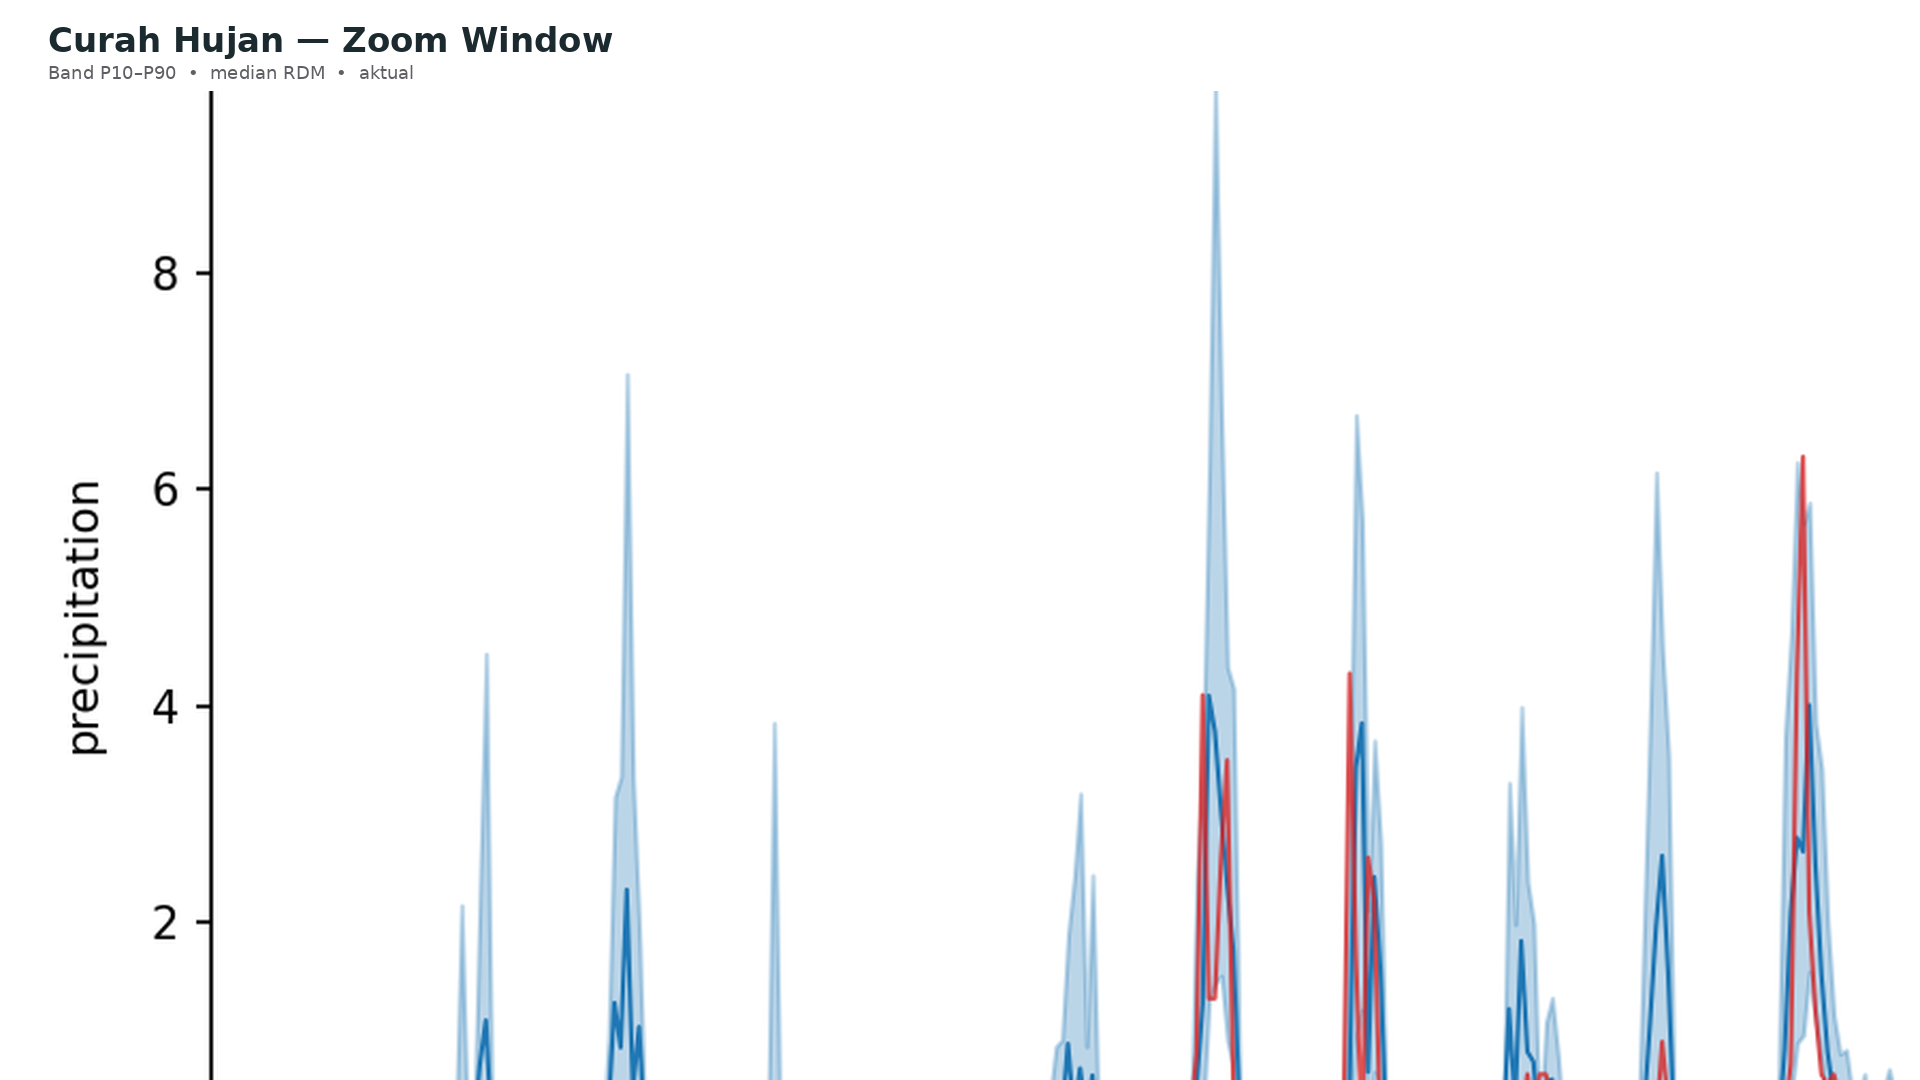 Curah Hujan — Zoom Window
Band P10–P90 • median RDM • aktual
8
6
precipitation
4
2